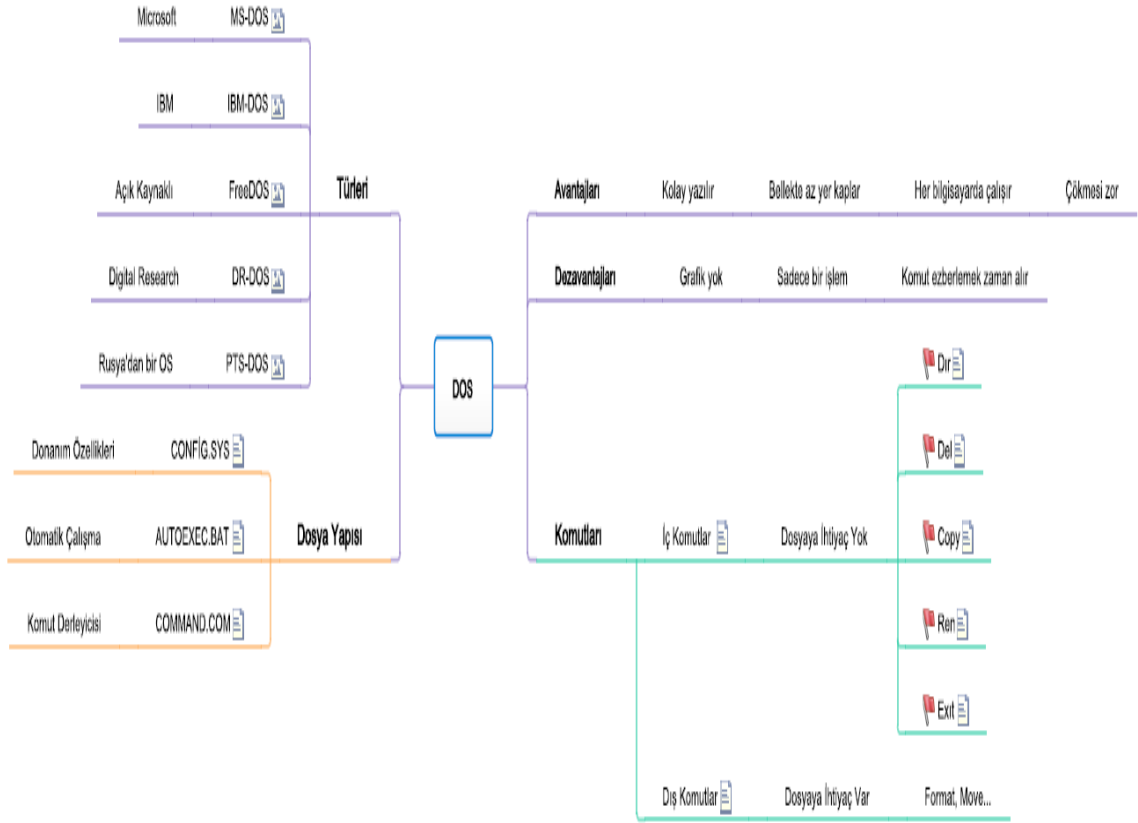 Microsoft MS-DOS
IBM IBM-DOS
Açık Kaynaklı FreeDOS Türleri
Digital Research DR-DOS
Rusya'dan bir OS PTS-DOS
DOS
Donanım Özellikleri CONFİG.SYS
Otomatik Çalışma AUTOEXEC.BAT Dosya Yapısı
Komut Derleyicisi COMMAND.COM
Avantajları Kolay yazılır Bellekte az yer kaplar Her bilgisayarda çalışır Çökmesi zor
Dezavantajları Grafik yok Sadece bir işlem Komut ezberlemek zaman alır
Komutları İç Komutlar Dosyaya İhtiyaç Yok
Dır
Del
Copy
Ren
Exıt
Dış Komutlar Dosyaya İhtiyaç Var Format, Move...